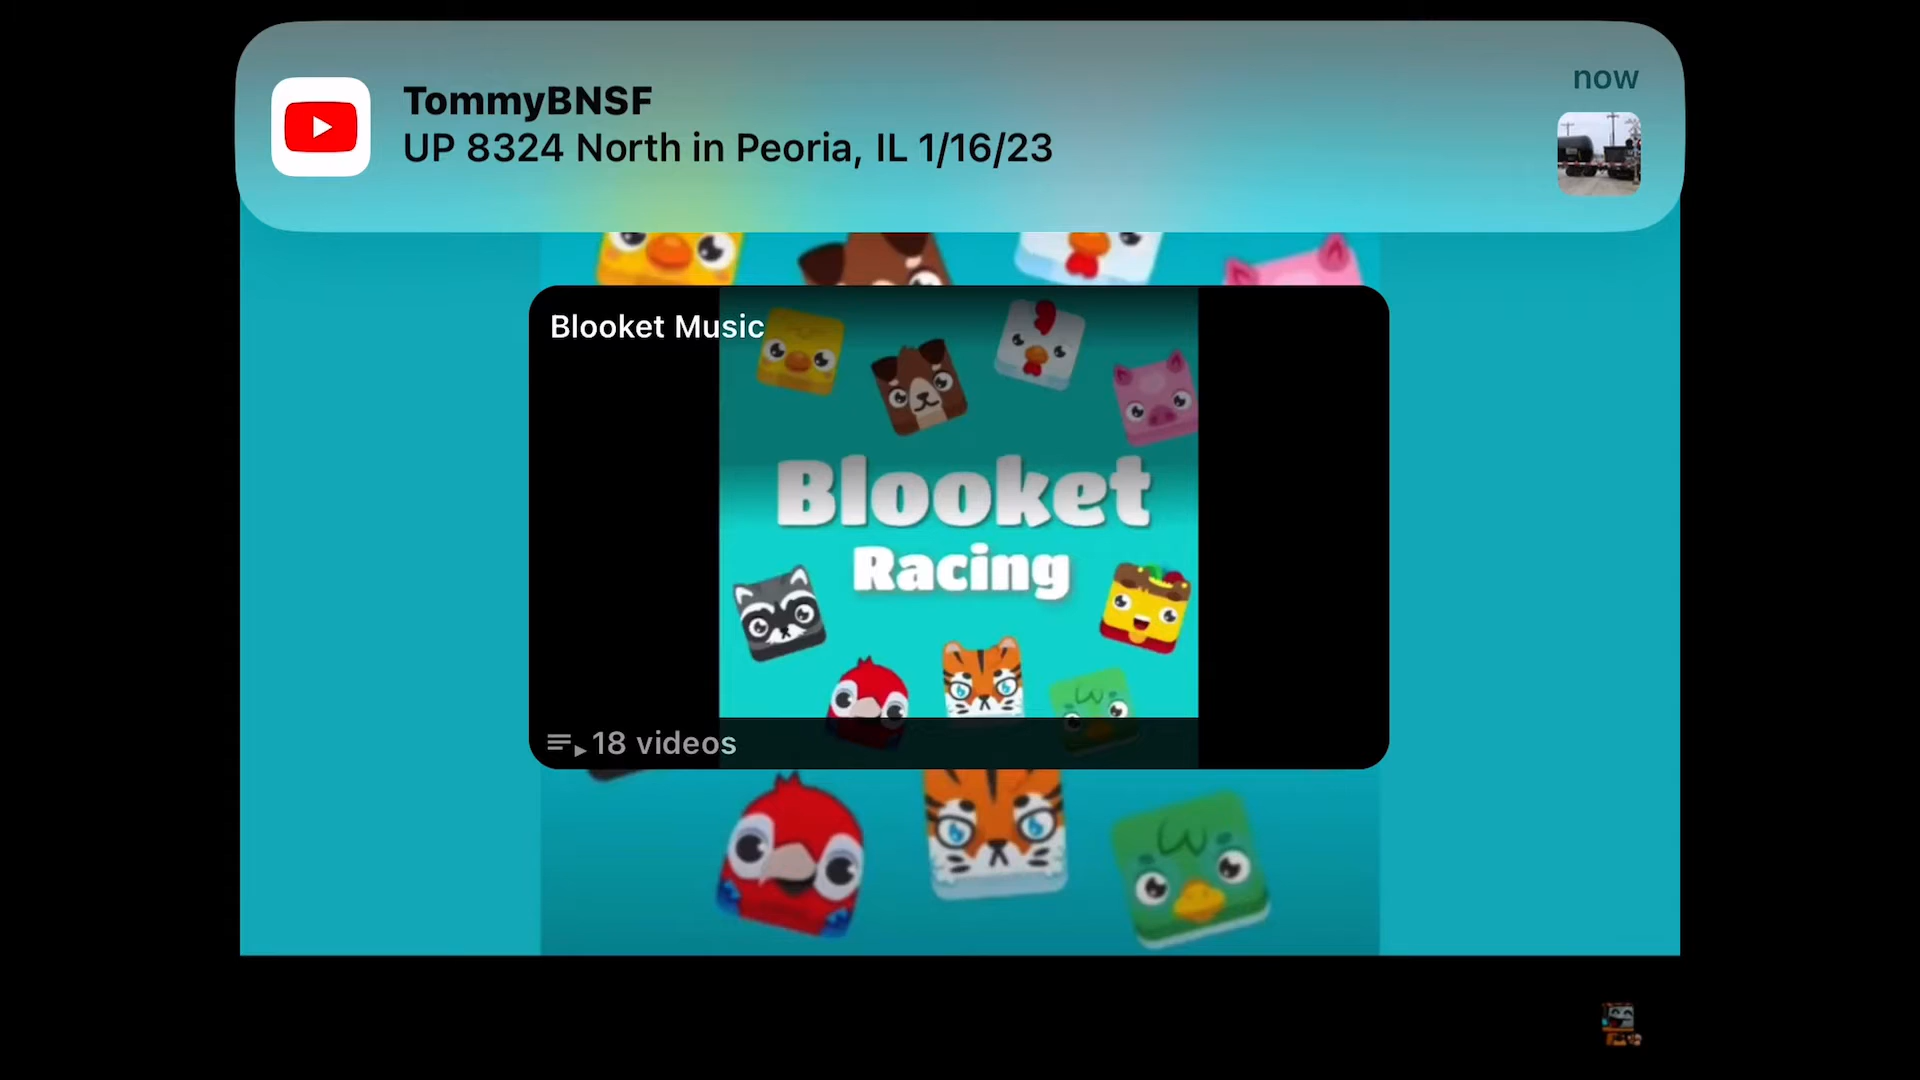 now
TommyBNSF
UP 8324 North in Peoria, IL 1/16/23
Blooket Music
Blooket
Racing
18 videos